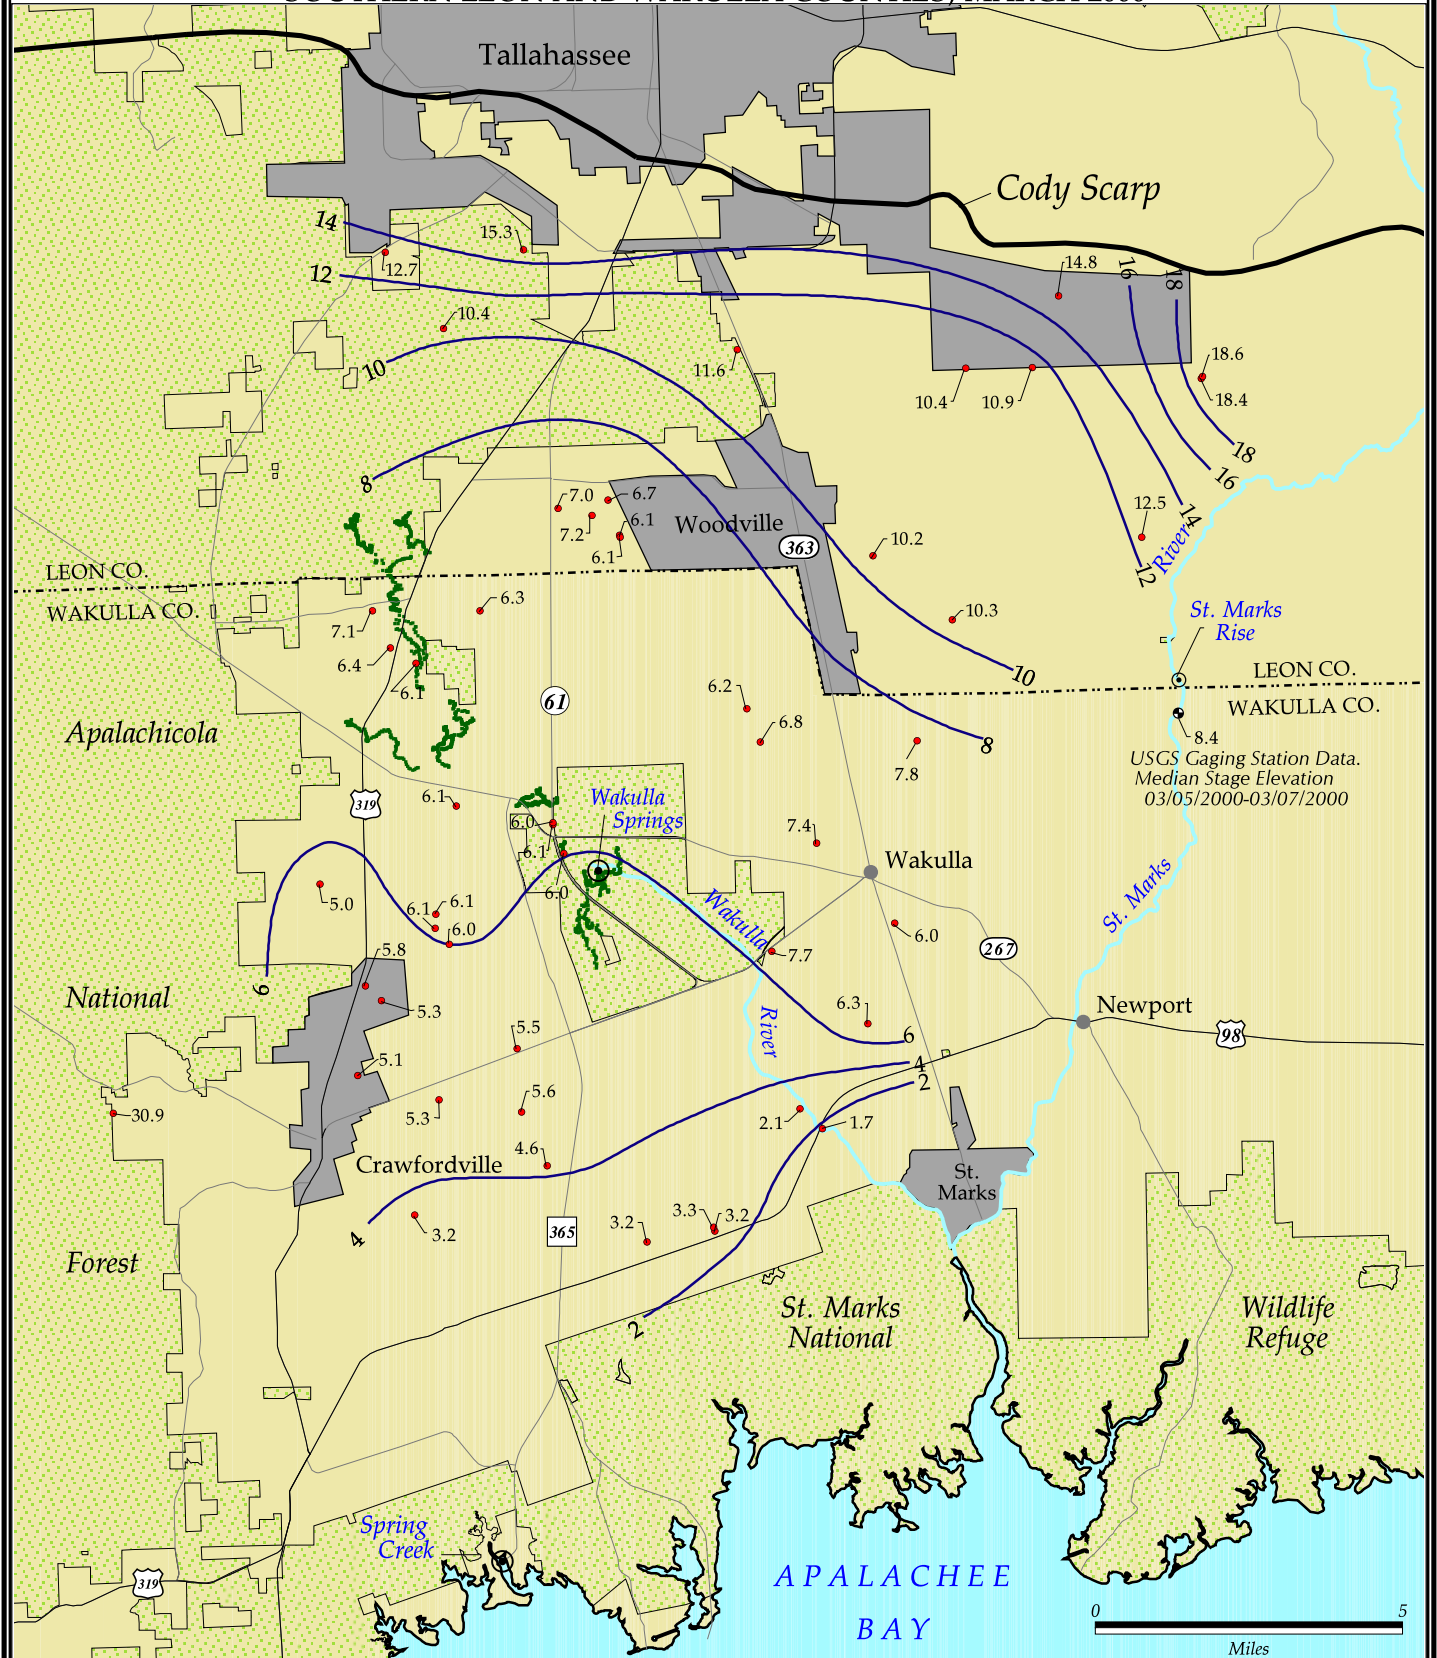 SOUTHERN LEON AND WAKULLA COUNTIES, MARCH 2000
Tallahassee
Cody Scarp
14
15.3
12.7
12
14.8
16
18
10.4
10
11.6
18.6
18.4
10.4
10.9
18
16
14
12
8
7.0
6.7
7.2
6.1
6.1
Woodville
363
10.2
12.5
River
LEON CO.
WAKULLA CO.
7.1
6.3
6.4
6.1
10.3
10
St. Marks
Rise
LEON CO.
WAKULLA CO.
61
6.2
6.8
7.8
8
8.4
USGS Gaging Station Data.
Median Stage Elevation
03/05/2000-03/07/2000
Apalachicola
319
6.1
6.0
6.1
6.0
Wakulla
Springs
7.4
Wakulla
St. Marks
5.0
6.1
6.1
6.0
Wakulla
7.7
6.0
267
5.8
5.3
6
National
River
6.3
6
Newport
98
5.5
5.1
5.3
5.6
4
2
30.9
2.1
1.7
4.6
Crawfordville
St.
Marks
4
3.2
365
3.2
3.3
3.2
2
Forest
St. Marks
National
Wildlife
Refuge
Spring
Creek
319
APALACHEE
BAY
0
5
Miles